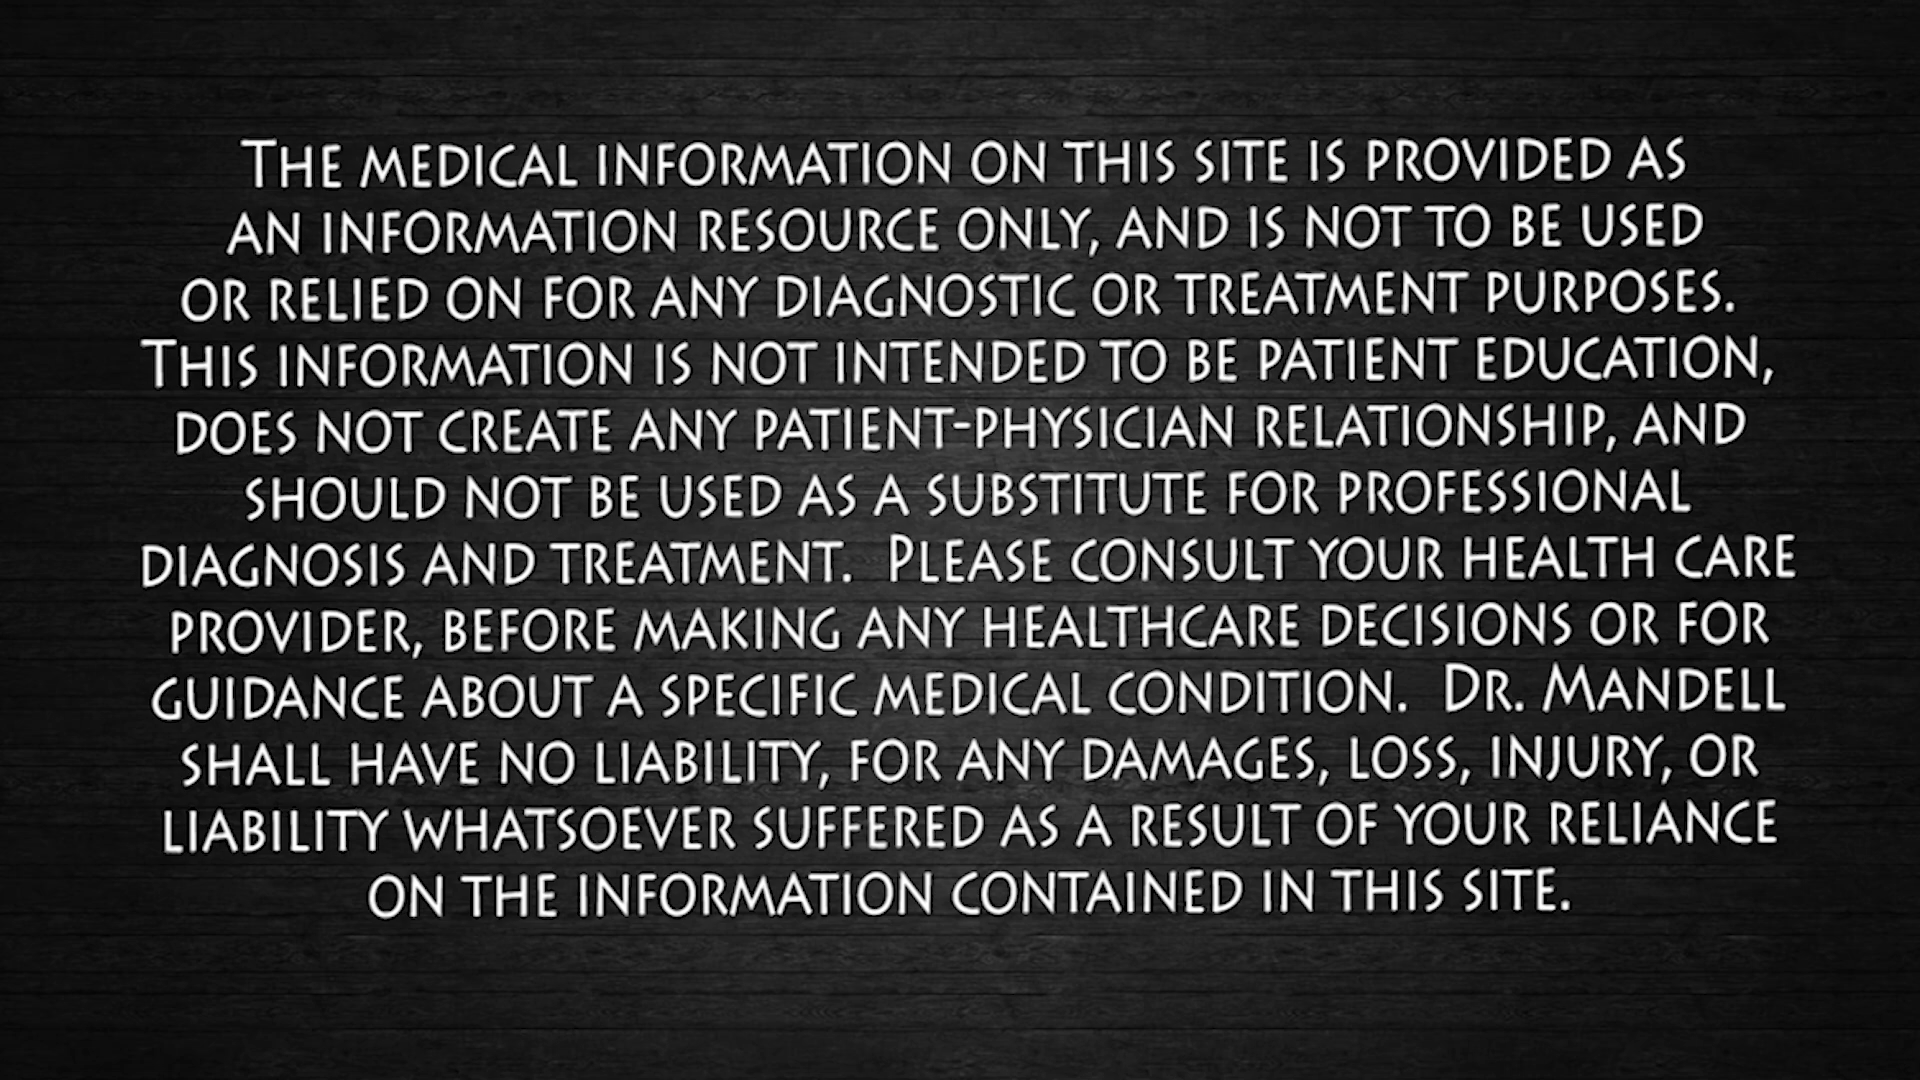 The medical information on this site is provided as
an information resource only, and is not to be used
or relied on for any diagnostic or treatment purposes.
This information is not intended to be patient education,
does not create any patient-physician relationship, and
should not be used as a substitute for professional
diagnosis and treatment.  Please consult your health care
provider, before making any healthcare decisions or for
guidance about a specific medical condition.  Dr. Mandell
shall have no liability, for any damages, loss, injury, or
liability whatsoever suffered as a result of your reliance
on the information contained in this site.